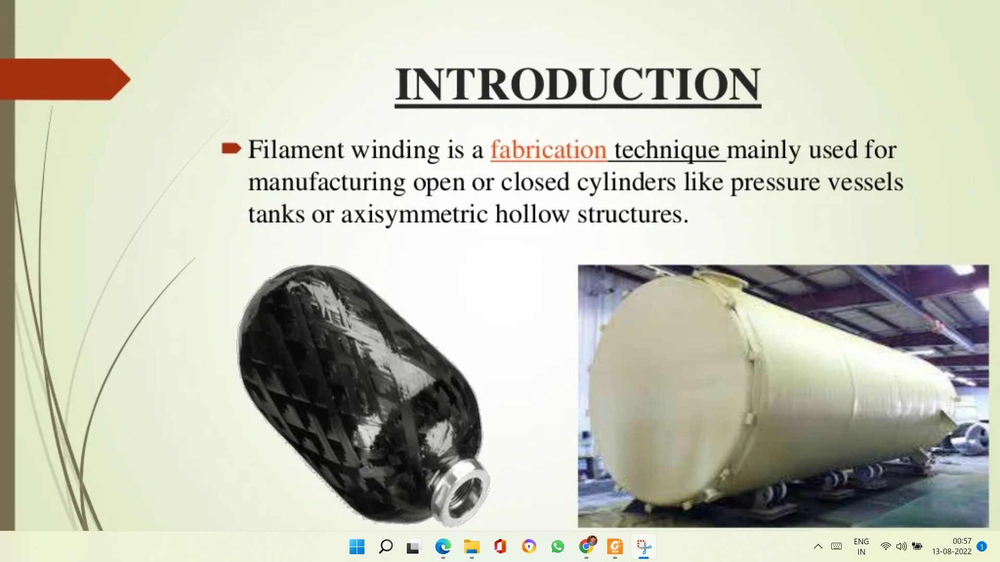 INTRODUCTION
Filament winding is a fabrication technique mainly used for
manufacturing open or closed cylinders like pressure vessels
tanks or axisymmetric hollow structures.
PDF
ENG
IN
00:57
13-08-2022
1